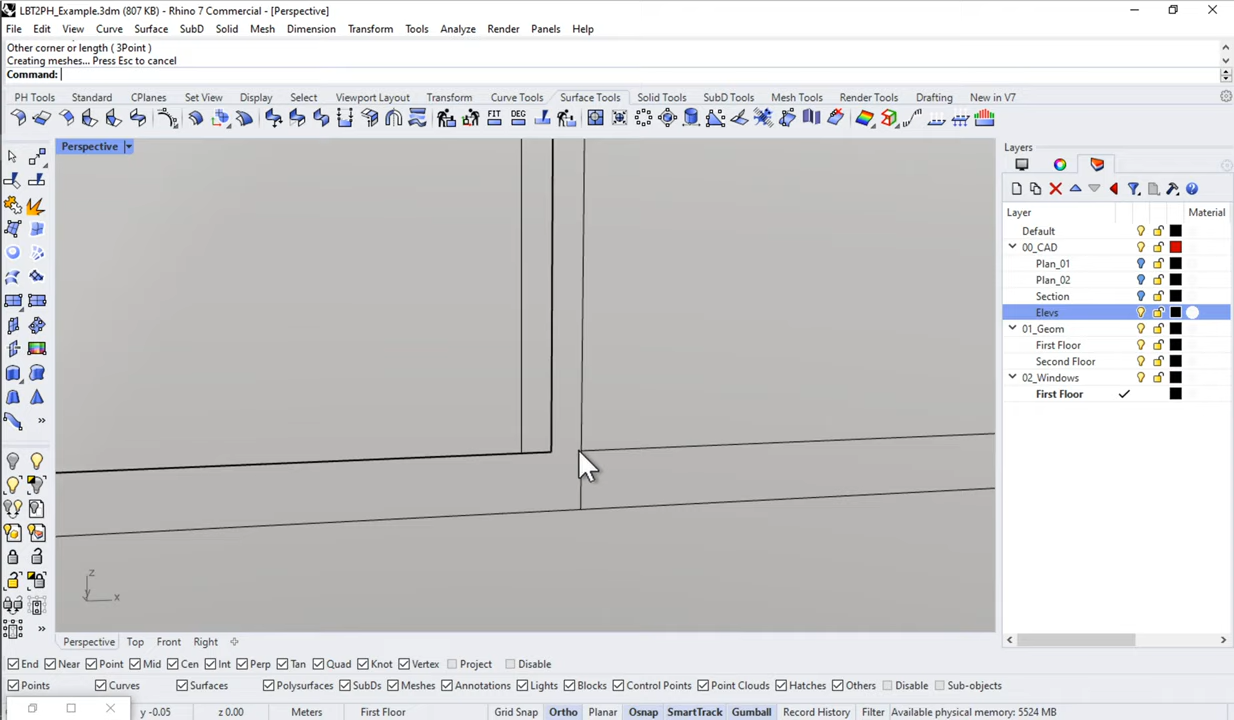 LBT2PH_Example.3dm (807 KB) - Rhino 7 Commercial - [Perspective]
File Edit View Curve Surface SubD Solid Mesh Dimension Transform Tools Analyze Render Panels Help
Other corner or length ( 3Point )
Creating meshes... Press Esc to cancel
Command:
PH Tools Standard CPlanes Set View Display Select Viewport Layout Transform Curve Tools Surface Tools Solid Tools SubD Tools Mesh Tools Render Tools Drafting New in V7
FIT DEG
Perspective
Layers
Layer Material
Default
00_CAD
Plan_01
Plan_02
Section
Elevs
01_Geom
First Floor
Second Floor
02_Windows
First Floor
z
y x
Perspective Top Front Right
End Near Point Mid Cen Int Perp Tan Quad Knot Vertex Project Disable
Points Curves Surfaces Polysurfaces SubDs Meshes Annotations Lights Blocks Control Points Point Clouds Hatches Others Disable Sub-objects
y -0.05 z 0.00 Meters First Floor Grid Snap Ortho Planar Osnap SmartTrack Gumball Record History Filter Available physical memory: 5524 MB